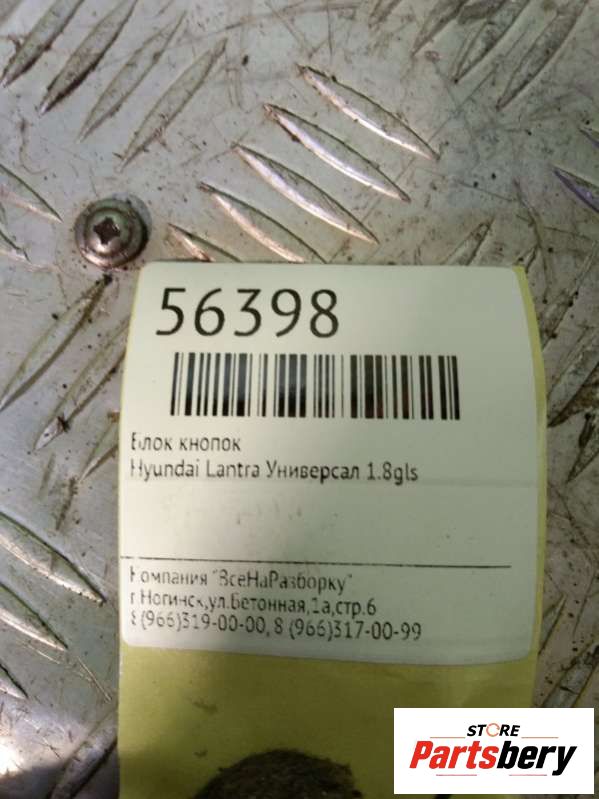 56398
Блок кнопок
Hyundai Lantra Универсал 1.8gls
Компания "ВсеНаРазборку"
г.Ногинск,ул.Бетонная,1а,стр.6
8 (966)319-00-00, 8 (966)317-00-99
STORE
Partsbery